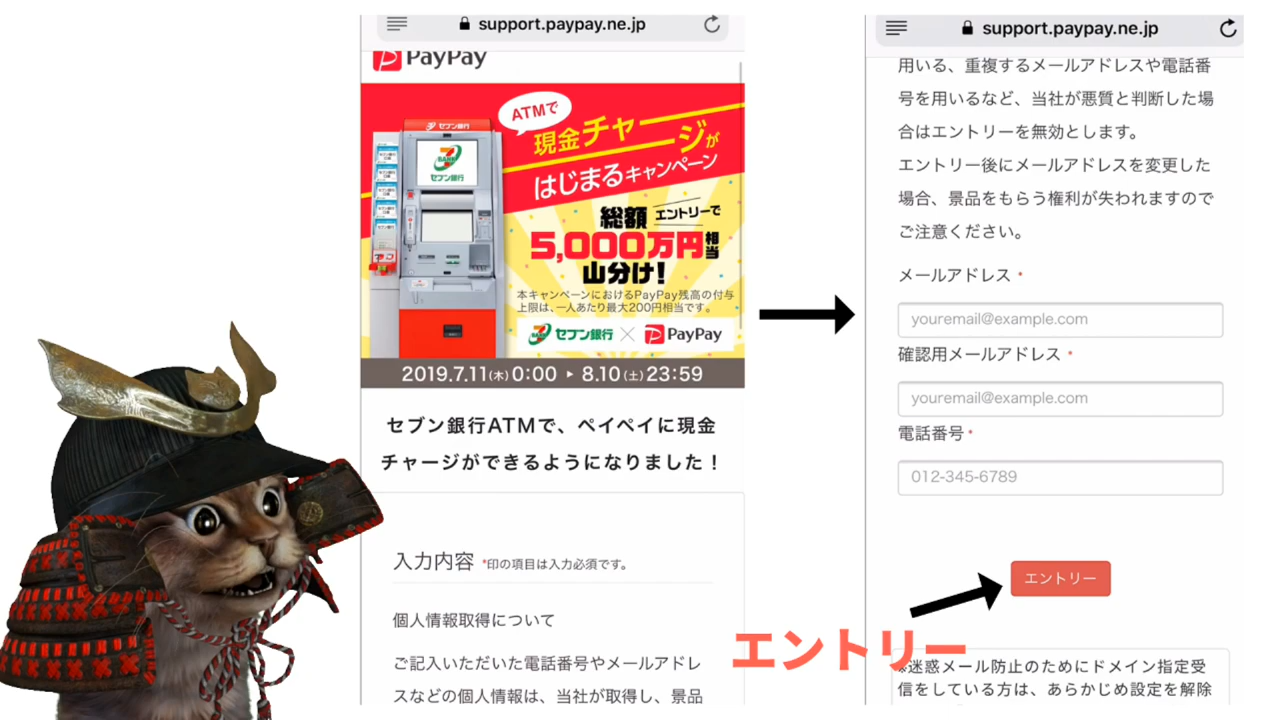 support.paypay.ne.jp
PayPay
ATMで
現金チャージが
はじまるキャンペーン
セブン銀行
7
BANK
セブン銀行
総額 エントリーで
5,000万円相当
山分け!
本キャンペーンにおけるPayPay残高の付与
上限は、一人あたり最大200円相当です。
セブン銀行 × PayPay
2019.7.11(木)0:00 ▸ 8.10(土)23:59
セブン銀行ATMで、ペイペイに現金
チャージができるようになりました！
入力内容 *印の項目は入力必須です。
個人情報取得について
ご記入いただいた電話番号やメールアドレ
スなどの個人情報は、当社が取得し、景品
support.paypay.ne.jp
用いる、重複するメールアドレスや電話番
号を用いるなど、当社が悪質と判断した場
合はエントリーを無効とします。
エントリー後にメールアドレスを変更した
場合、景品をもらう権利が失われますので
ご注意ください。
メールアドレス *
youremail@example.com
確認用メールアドレス *
youremail@example.com
電話番号 *
012-345-6789
エントリー
エントリー
※迷惑メール防止のためにドメイン指定受
信をしている方は、あらかじめ設定を解除